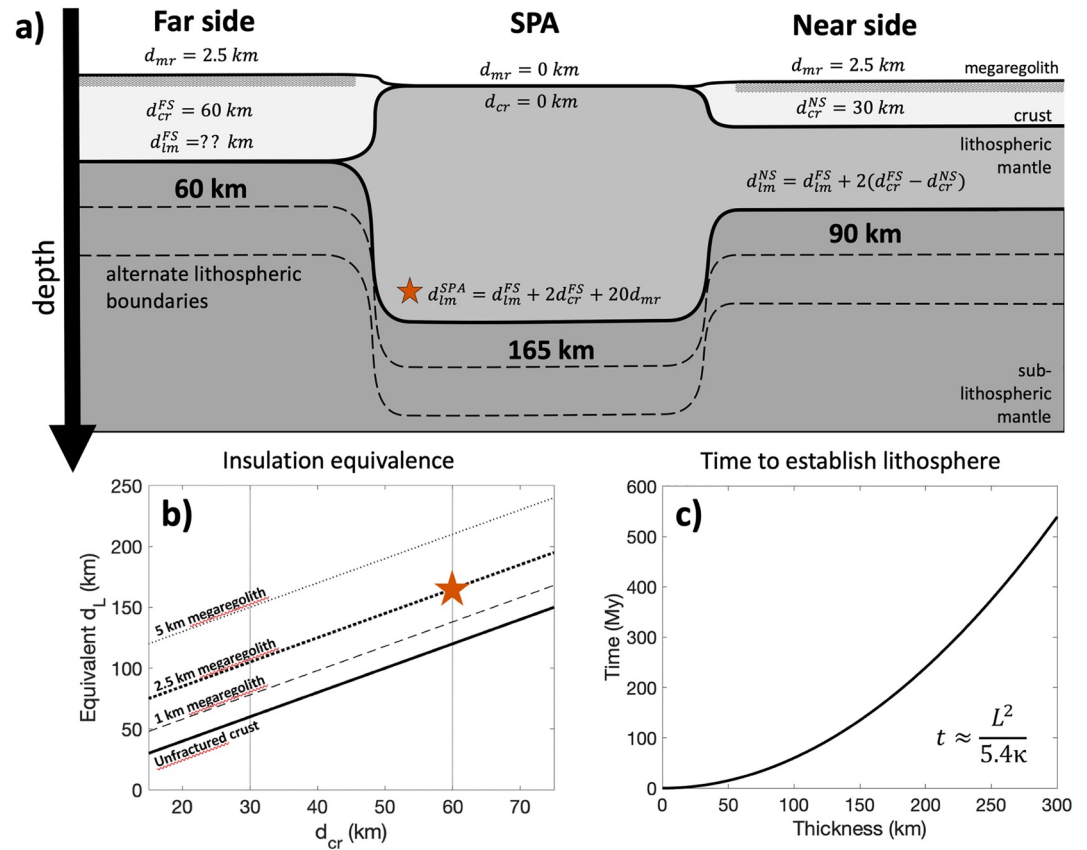 a)
Far side
SPA
Near side
d_mr = 2.5 km
d_mr = 0 km
d_mr = 2.5 km
megaregolith
d_cr^FS = 60 km
d_cr = 0 km
d_cr^NS = 30 km
crust
d_lm^FS =?? km
lithospheric
mantle
60 km
d_lm^NS = d_lm^FS + 2(d_cr^FS − d_cr^NS)
90 km
depth
alternate lithospheric
boundaries
d_lm^SPA = d_lm^FS + 2d_cr^FS + 20d_mr
165 km
sub-
lithospheric
mantle
Insulation equivalence
b)
250
200
150
100
50
0
Equivalent d_L (km)
5 km megaregolith
2.5 km megaregolith
1 km megaregolith
Unfractured crust
20 30 40 50 60 70
d_cr (km)
Time to establish lithosphere
c)
600
500
400
300
200
100
0
Time (My)
t ≈ L^2 / 5.4κ
0 50 100 150 200 250 300
Thickness (km)